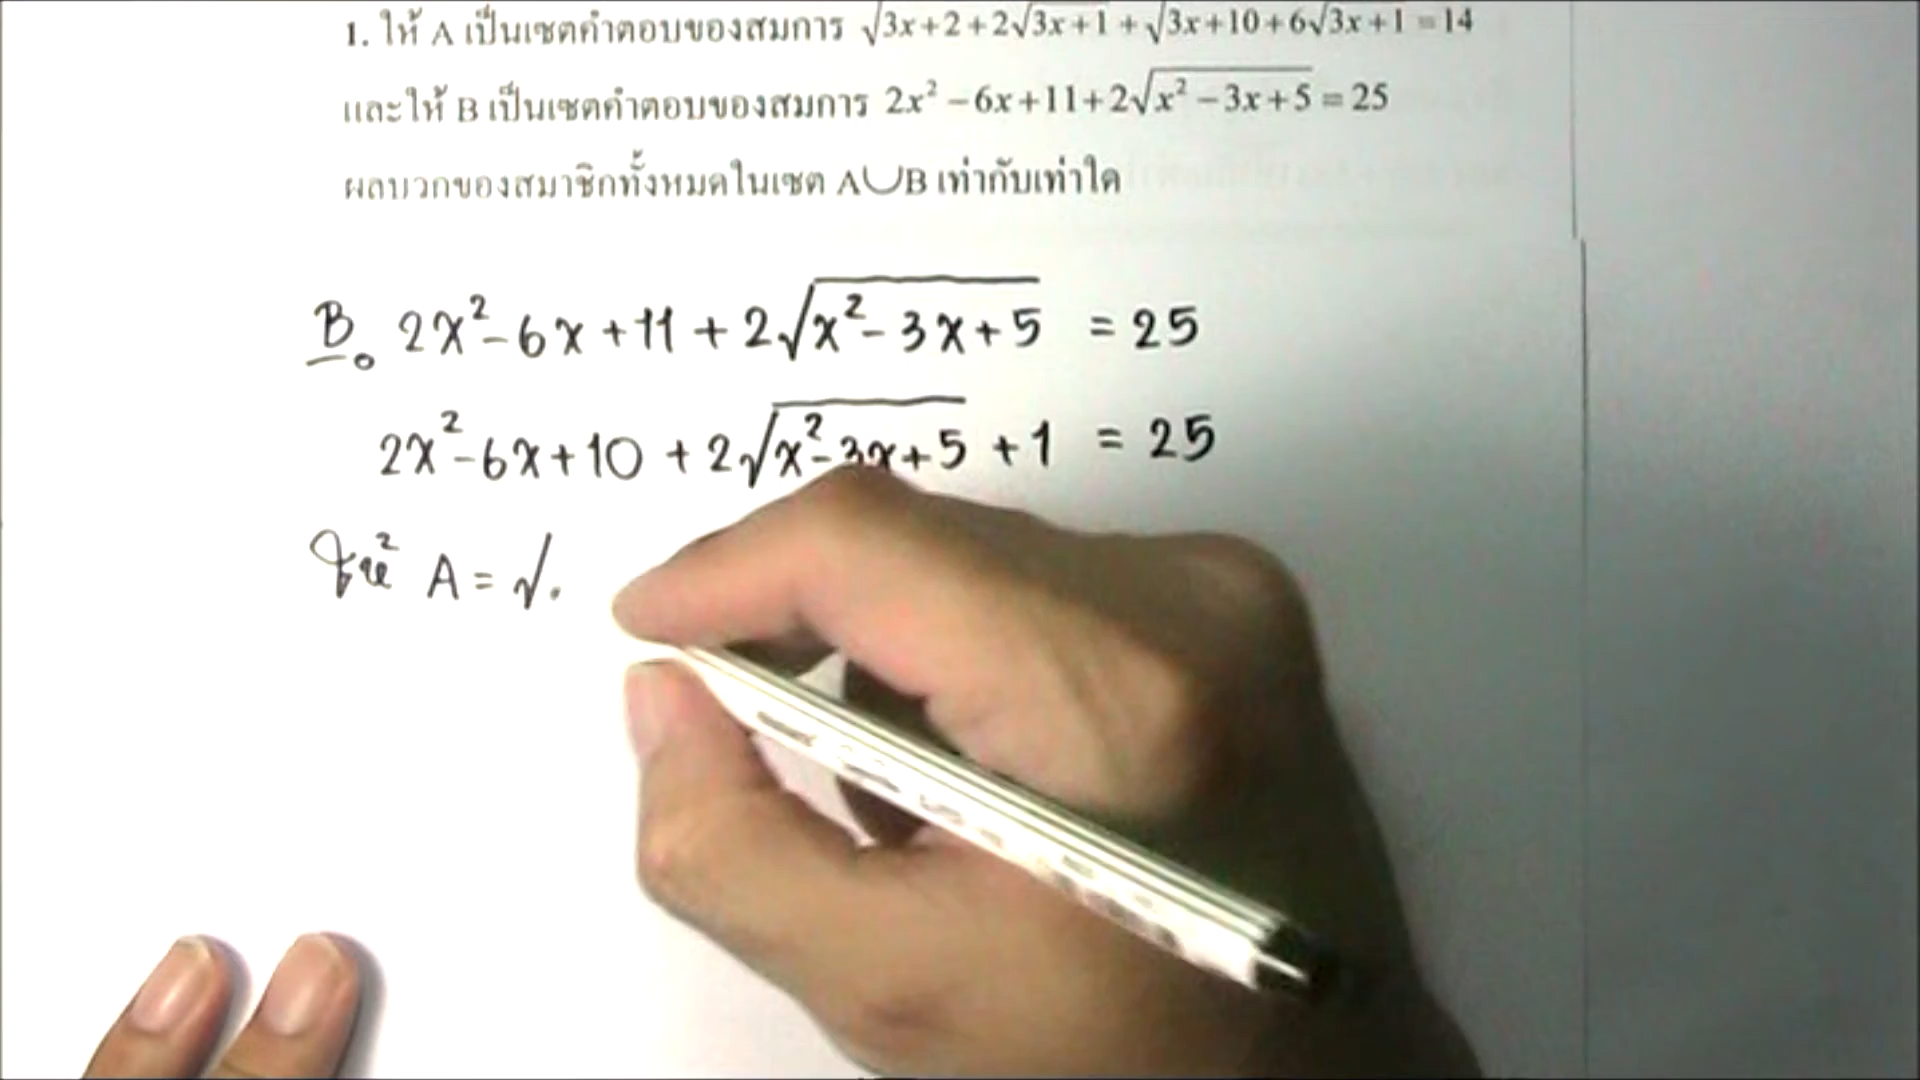 1. ให้ A เป็นเซตคำตอบของสมการ √(3x+2+2√(3x+1)) + √(3x+10+6√(3x+1)) = 14
และให้ B เป็นเซตคำตอบของสมการ 2x² − 6x + 11 + 2√(x² − 3x + 5) = 25
ผลบวกของสมาชิกทั้งหมดในเซต A∪B เท่ากับเท่าใด
B. 2x² − 6x + 11 + 2√(x² − 3x + 5) = 25
2x² − 6x + 10 + 2√(x² − 3x + 5) + 1 = 25
A = √